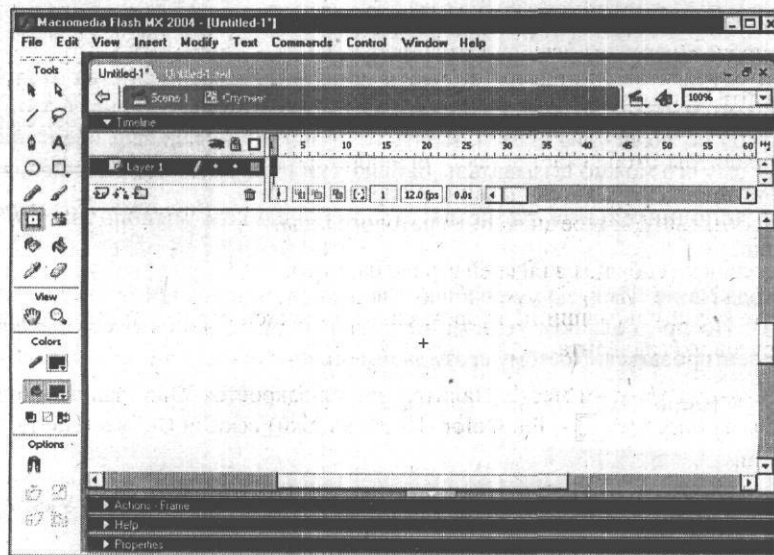 Macromedia Flash MX 2004 - [Untitled-1*]
File Edit View Insert Modify Text Commands Control Window Help
Tools
Untitled-1*
Scene 1 Спутник
100%
Timeline
1 5 10 15 20 25 30 35 40 45 50 55 60
Layer 1
1 12.0 fps 0.0s
View
Colors
Options
Actions - Frame
Help
Properties